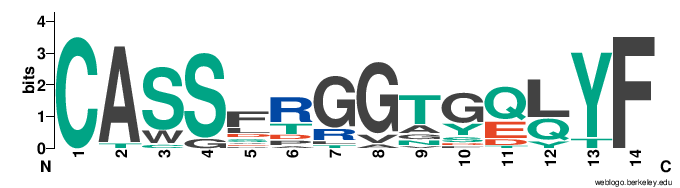 4
3
2
1
0
bits
CASSFRGGTGQLYF
W G T R V A Y E Q
N 1 2 3 4 5 6 7 8 9 10 11 12 13 14 C
weblogo.berkeley.edu